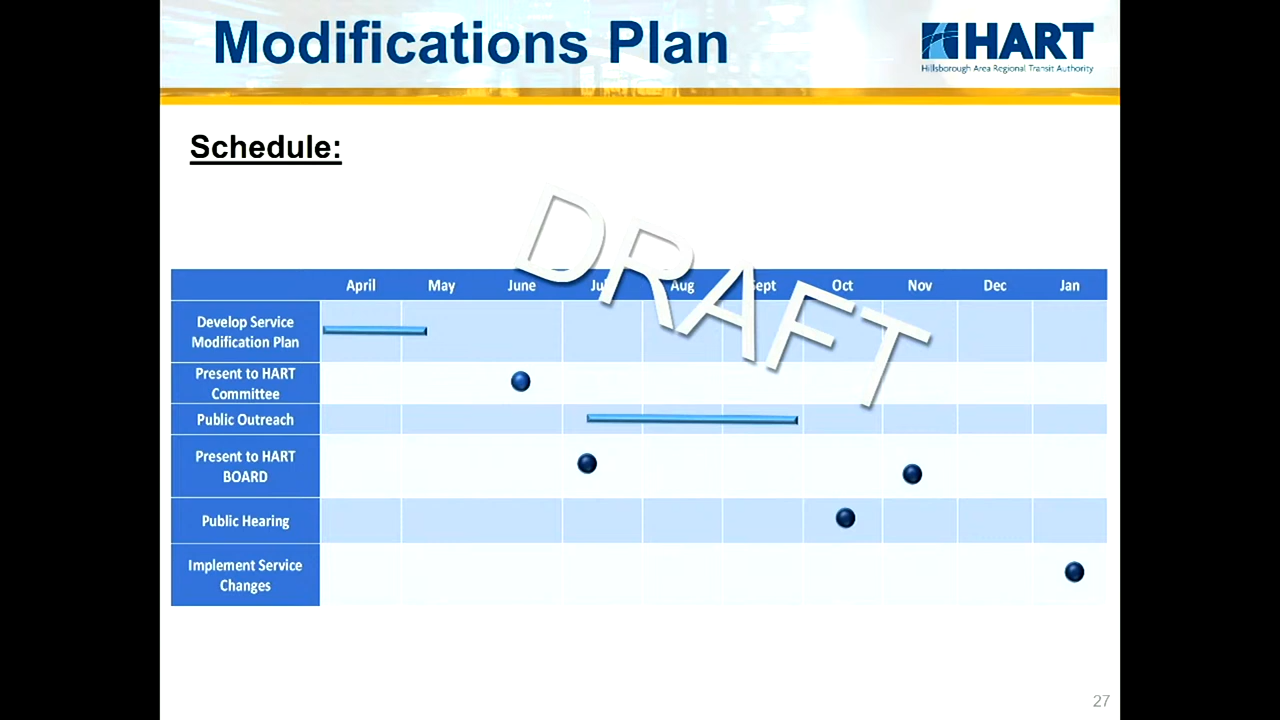 Modifications Plan
HART
Hillsborough Area Regional Transit Authority
Schedule:
DRAFT
April May June Aug Sept Oct Nov Dec Jan
Develop Service
Modification Plan
Present to HART
Committee
Public Outreach
Present to HART
BOARD
Public Hearing
Implement Service
Changes
27